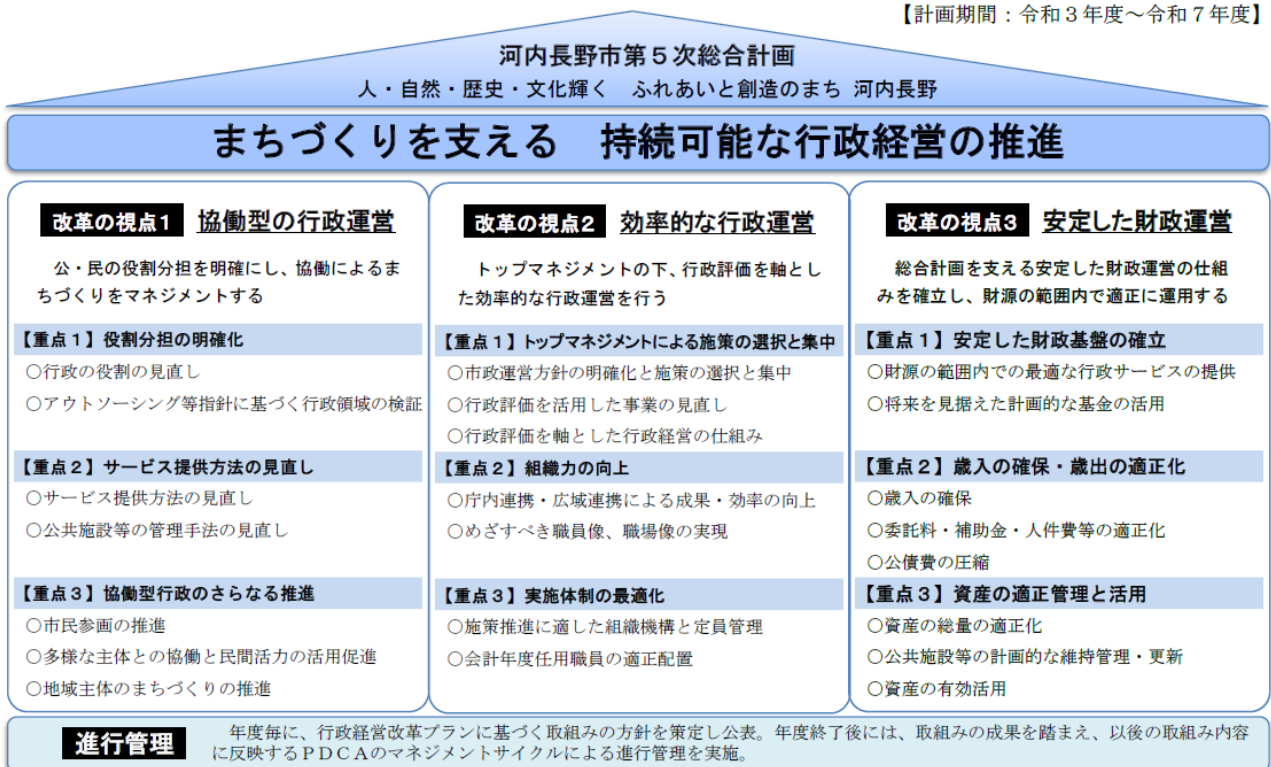 【計画期間：令和３年度～令和７年度】
河内長野市第５次総合計画
人・自然・歴史・文化輝く　ふれあいと創造のまち 河内長野
まちづくりを支える　持続可能な行政経営の推進
改革の視点１　協働型の行政運営
公・民の役割分担を明確にし、協働によるま
ちづくりをマネジメントする
【重点１】役割分担の明確化
○行政の役割の見直し
○アウトソーシング等指針に基づく行政領域の検証
【重点２】サービス提供方法の見直し
○サービス提供方法の見直し
○公共施設等の管理手法の見直し
【重点３】協働型行政のさらなる推進
○市民参画の推進
○多様な主体との協働と民間活力の活用促進
○地域主体のまちづくりの推進
改革の視点２　効率的な行政運営
トップマネジメントの下、行政評価を軸とし
た効率的な行政運営を行う
【重点１】トップマネジメントによる施策の選択と集中
○市政運営方針の明確化と施策の選択と集中
○行政評価を活用した事業の見直し
○行政評価を軸とした行政経営の仕組み
【重点２】組織力の向上
○庁内連携・広域連携による成果・効率の向上
○めざすべき職員像、職場像の実現
【重点３】実施体制の最適化
○施策推進に適した組織機構と定員管理
○会計年度任用職員の適正配置
改革の視点３　安定した財政運営
総合計画を支える安定した財政運営の仕組
みを確立し、財源の範囲内で適正に運用する
【重点１】安定した財政基盤の確立
○財源の範囲内での最適な行政サービスの提供
○将来を見据えた計画的な基金の活用
【重点２】歳入の確保・歳出の適正化
○歳入の確保
○委託料・補助金・人件費等の適正化
○公債費の圧縮
【重点３】資産の適正管理と活用
○資産の総量の適正化
○公共施設等の計画的な維持管理・更新
○資産の有効活用
進行管理
年度毎に、行政経営改革プランに基づく取組みの方針を策定し公表。年度終了後には、取組みの成果を踏まえ、以後の取組み内容
に反映するＰＤＣＡのマネジメントサイクルによる進行管理を実施。